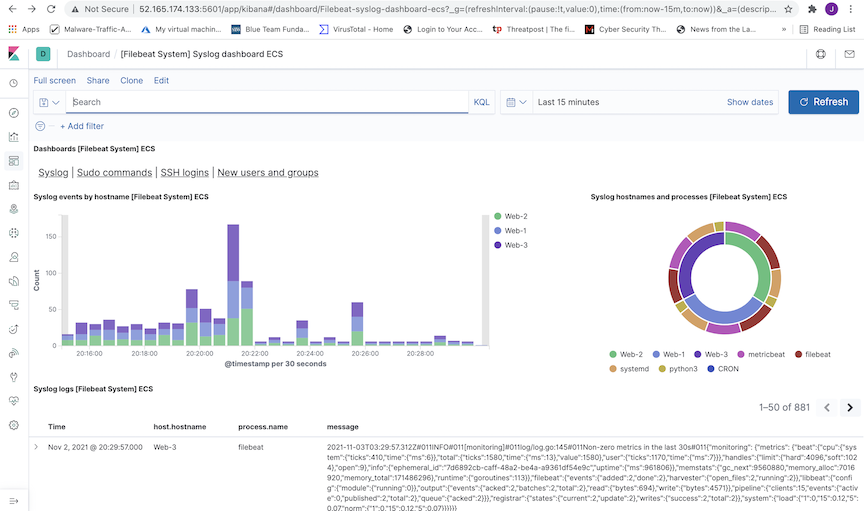 Not Secure | 52.165.174.133:5601/app/kibana#/dashboard/Filebeat-syslog-dashboard-ecs?_g=(refreshInterval:(pause:!t,value:0),time:(from:now-15m,to:now))&_a=(descrip... J
Apps Malware-Traffic-A... My virtual machine... Blue Team Funda... VirusTotal - Home Login to Your Acc... Threatpost | The fi... Cyber Security Th... News from the La... » Reading List
D Dashboard / [Filebeat System] Syslog dashboard ECS
Full screen Share Clone Edit
Search KQL Last 15 minutes Show dates Refresh
+ Add filter
Dashboards [Filebeat System] ECS
Syslog | Sudo commands | SSH logins | New users and groups
Syslog events by hostname [Filebeat System] ECS
Syslog hostnames and processes [Filebeat System] ECS
Web-2
Web-1
Web-3
150
100
50
0
Count
20:16:00 20:18:00 20:20:00 20:22:00 20:24:00 20:26:00 20:28:00
@timestamp per 30 seconds
Web-2 Web-1 Web-3 metricbeat filebeat
systemd python3 CRON
Syslog logs [Filebeat System] ECS
1–50 of 881
Time host.hostname process.name message
Nov 2, 2021 @ 20:29:57.000 Web-3 filebeat
2021-11-03T03:29:57.312Z#011INFO#011[monitoring]#011log/log.go:145#011Non-zero metrics in the last 30s#011{"monitoring": {"metrics": {"beat":{"cpu":{"sy
stem":{"ticks":410,"time":{"ms":6}},"total":{"ticks":1580,"time":{"ms":13},"value":1580},"user":{"ticks":1170,"time":{"ms":7}}},"handles":{"limit":{"hard":4096,"soft":102
4},"open":9},"info":{"ephemeral_id":"7d6892cb-caff-48a2-be4a-a9361df54e9c","uptime":{"ms":961806}},"memstats":{"gc_next":9560880,"memory_alloc":7016
920,"memory_total":171486296},"runtime":{"goroutines":113}},"filebeat":{"events":{"added":2,"done":2},"harvester":{"open_files":2,"running":2}},"libbeat":{"confi
g":{"module":{"running":0}},"output":{"events":{"acked":2,"batches":2,"total":2},"read":{"bytes":694},"write":{"bytes":4571}},"pipeline":{"clients":15,"events":{"activ
e":0,"published":2,"total":2},"queue":{"acked":2}}},"registrar":{"states":{"current":2,"update":2},"writes":{"success":2,"total":2}},"system":{"load":{"1":0,"15":0.12,"5":
0.07,"norm":{"1":0,"15":0.12,"5":0.07}}}}}}